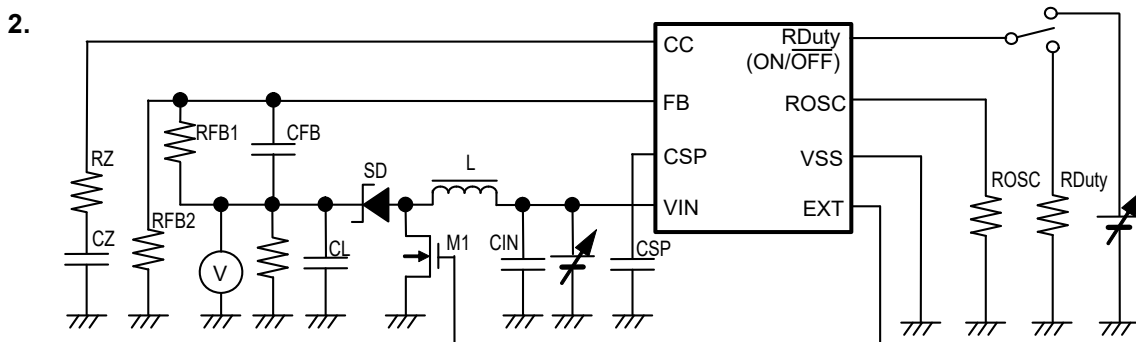 2.
CC
RDuty
(ON/OFF)
FB
ROSC
CSP
VSS
VIN
EXT
RFB1
CFB
RZ
SD
L
ROSC
RDuty
RFB2
CZ
V
CL
M1
CIN
CSP